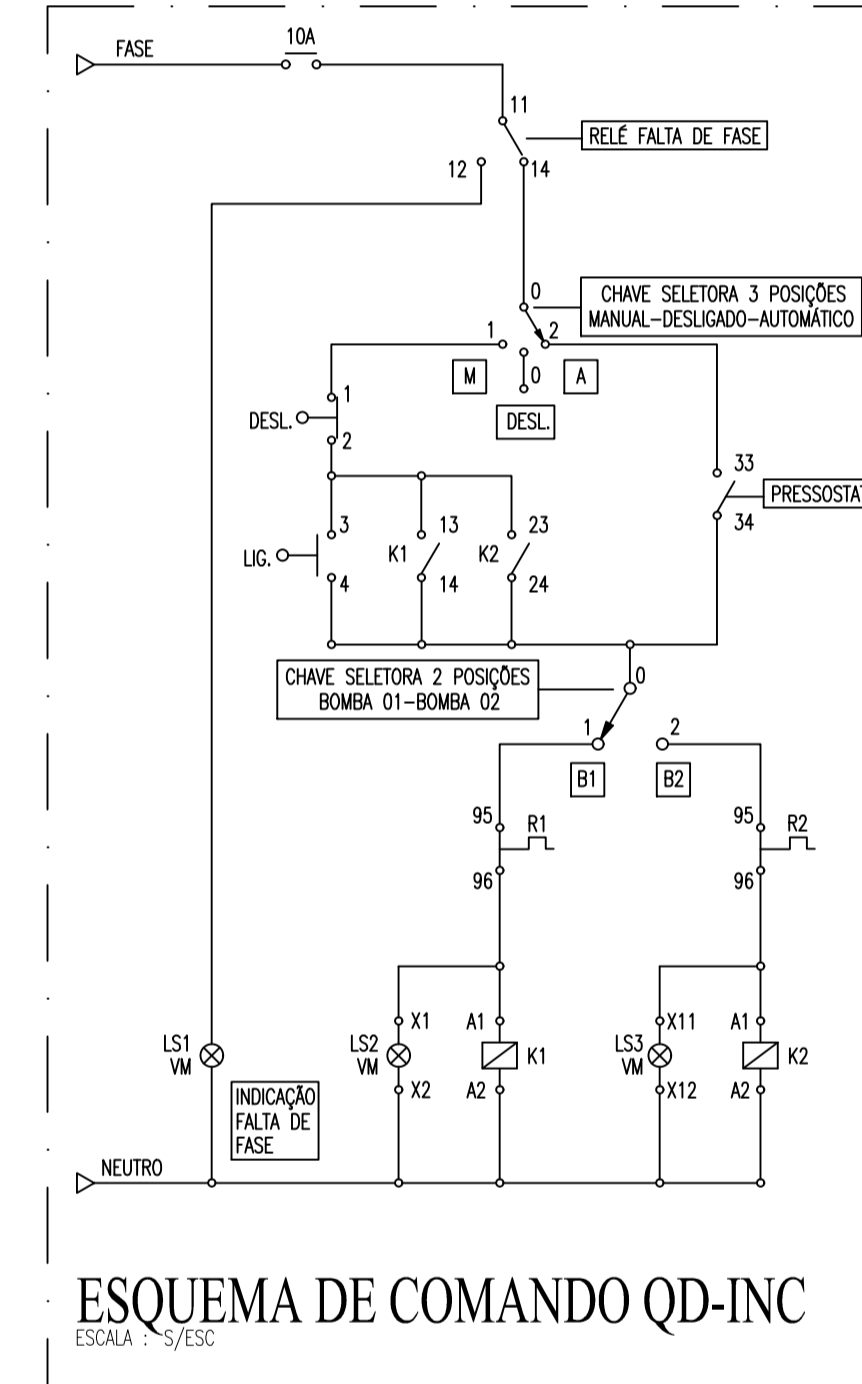 FASE
10A
11
RELÉ FALTA DE FASE
12
14
0
CHAVE SELETORA 3 POSIÇÕES
MANUAL-DESLIGADO-AUTOMÁTICO
1
2
M
0
A
DESL.
1
DESL.
2
33
PRESSOSTAT
34
3
13
23
LIG.
K1
K2
4
14
24
CHAVE SELETORA 2 POSIÇÕES
BOMBA 01-BOMBA 02
0
1
2
B1
B2
95
R1
95
R2
96
96
X1
A1
X11
A1
LS1
VM
LS2
VM
K1
LS3
VM
K2
X2
A2
X12
A2
INDICAÇÃO
FALTA DE
FASE
NEUTRO
ESQUEMA DE COMANDO QD-INC
ESCALA : S/ESC